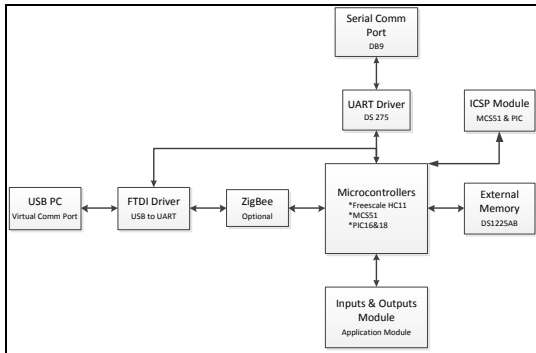 Serial Comm
Port
DB9
UART Driver
DS 275
ICSP Module
MCS51 & PIC
USB PC
Virtual Comm Port
FTDI Driver
USB to UART
ZigBee
Optional
Microcontrollers
*Freescale HC11
*MCS51
*PIC16&18
External
Memory
DS1225AB
Inputs & Outputs
Module
Application Module